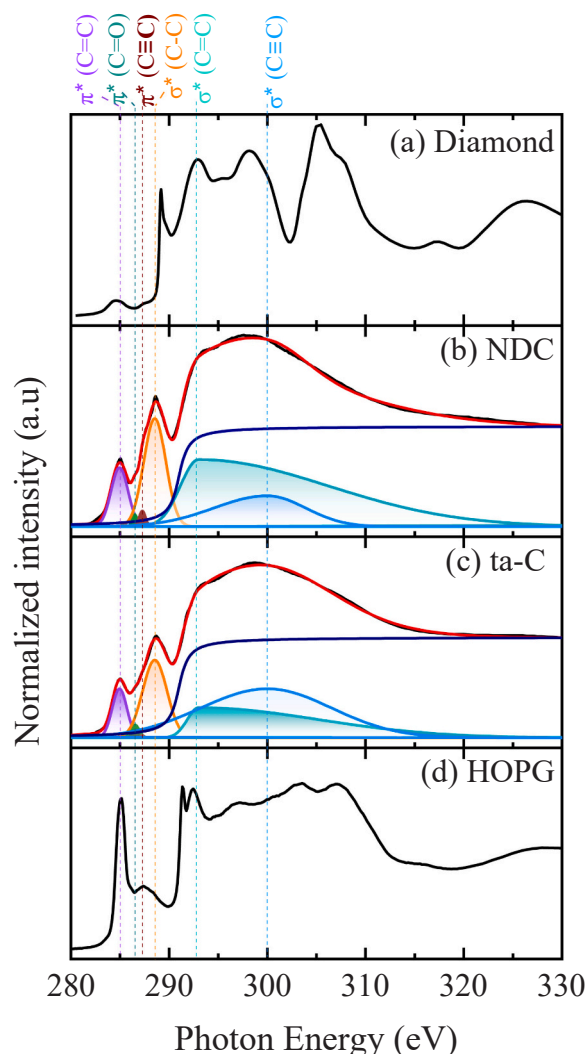 π* (C=C)
π* (C=O)
π* (C≡C)
σ* (C-C)
σ* (C=C)
σ* (C≡C)
(a) Diamond
(b) NDC
(c) ta-C
(d) HOPG
Normalized intensity (a.u)
280 290 300 310 320 330
Photon Energy (eV)